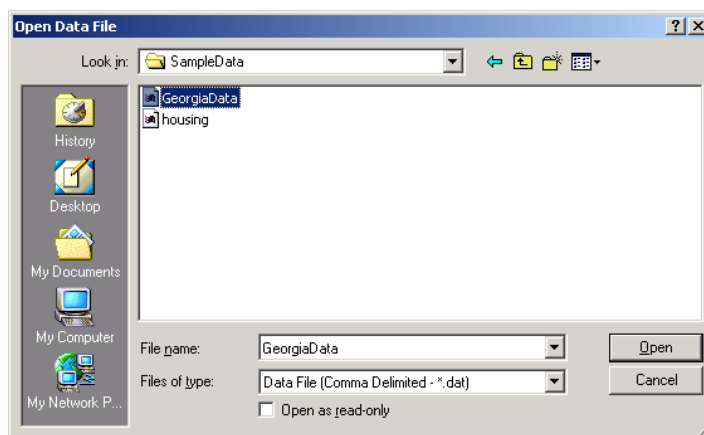 Open Data File
Look in: SampleData
History
Desktop
My Documents
My Computer
My Network P...
GeorgiaData
housing
File name: GeorgiaData Open
Files of type: Data File (Comma Delimited - *.dat) Cancel
Open as read-only